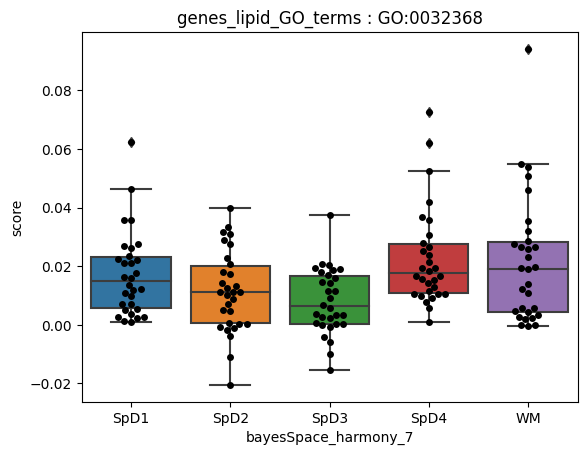 genes_lipid_GO_terms : GO:0032368
0.08
0.06
0.04
0.02
0.00
−0.02
score
SpD1 SpD2 SpD3 SpD4 WM
bayesSpace_harmony_7